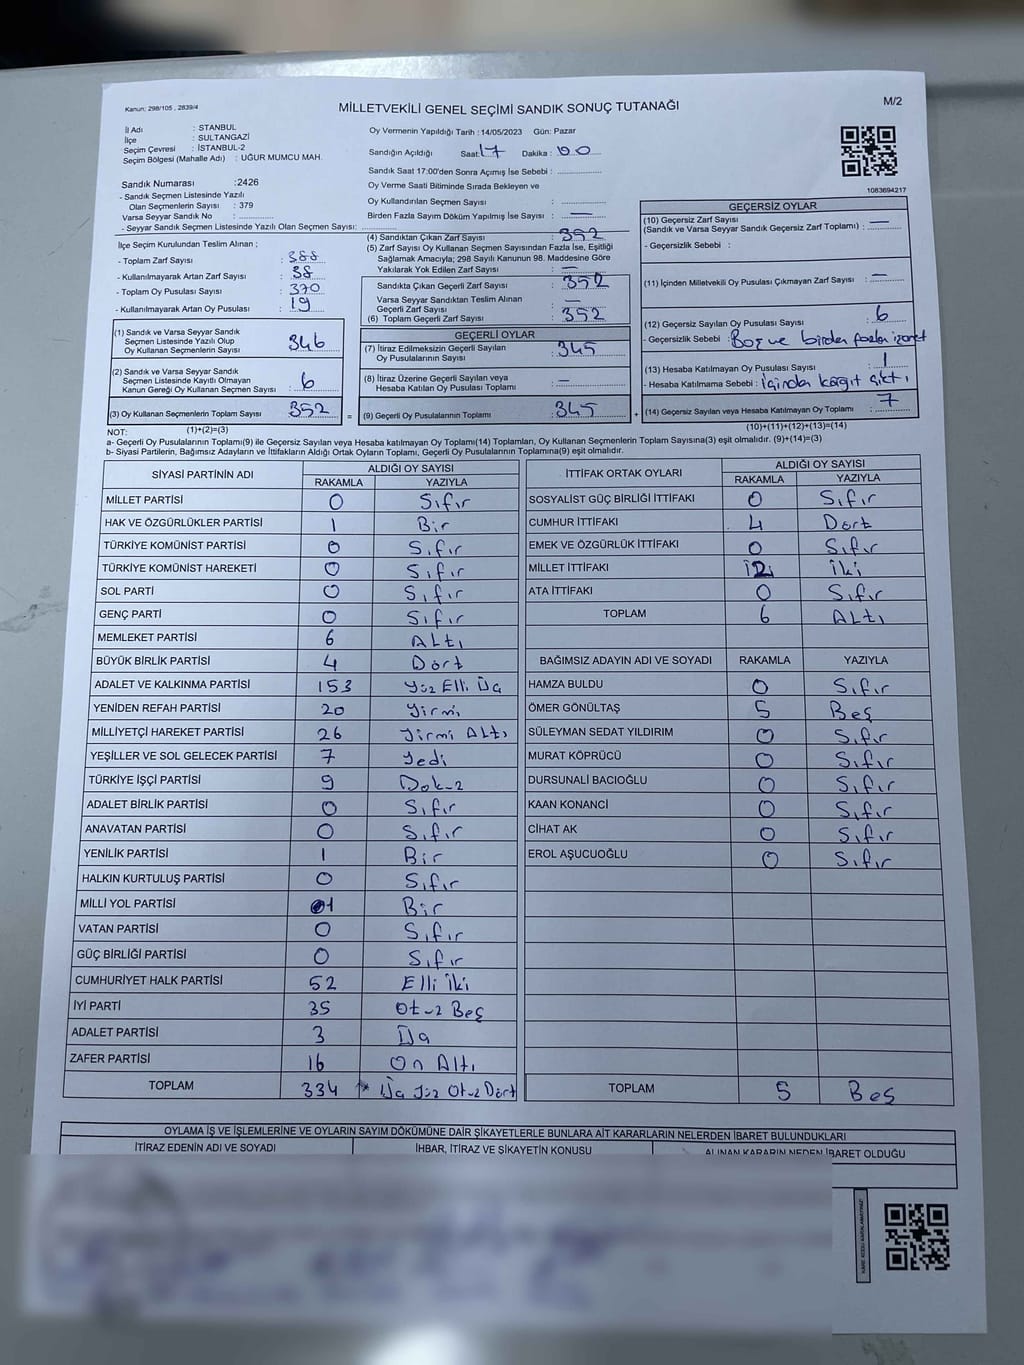 Kanun: 298/105 , 2839/4
MİLLETVEKİLİ GENEL SEÇİMİ SANDIK SONUÇ TUTANAĞI
M/2
İl Adı : STANBUL
İlçe : SULTANGAZİ
Seçim Çevresi : İSTANBUL-2
Seçim Bölgesi (Mahalle Adı) : UĞUR MUMCU MAH.
Oy Vermenin Yapıldığı Tarih : 14/05/2023 Gün: Pazar
Sandığın Açıldığı Saat: 17 Dakika : 00
Sandık Saat 17:00'den Sonra Açımış İse Sebebi :
Oy Verme Saati Bitiminde Sırada Bekleyen ve
Oy Kullandırılan Seçmen Sayısı :
Birden Fazla Sayım Döküm Yapılmış İse Sayısı : —
1083694217
Sandık Numarası :2426
- Sandık Seçmen Listesinde Yazılı
Olan Seçmenlerin Sayısı : 379
Varsa Seyyar Sandık No :
- Seyyar Sandık Seçmen Listesinde Yazılı Olan Seçmen Sayısı:
İlçe Seçim Kurulundan Teslim Alınan ;
- Toplam Zarf Sayısı : 388
- Kullanılmayarak Artan Zarf Sayısı : 38
- Toplam Oy Pusulası Sayısı : 370
- Kullanılmayarak Artan Oy Pusulası : 19
(1) Sandık ve Varsa Seyyar Sandık
Seçmen Listesinde Yazılı Olup
Oy Kullanan Seçmenlerin Sayısı : 346
(2) Sandık ve Varsa Seyyar Sandık
Seçmen Listesinde Kayıtlı Olmayan
Kanun Gereği Oy Kullanan Seçmen Sayısı : 6
(3) Oy Kullanan Seçmenlerin Toplam Sayısı 352 =
(4) Sandıktan Çıkan Zarf Sayısı : 352
(5) Zarf Sayısı Oy Kullanan Seçmen Sayısından Fazla İse, Eşitliği
Sağlamak Amacıyla; 298 Sayılı Kanunun 98. Maddesine Göre
Yakılarak Yok Edilen Zarf Sayısı : —
Sandıkta Çıkan Geçerli Zarf Sayısı : 352
Varsa Seyyar Sandıktan Teslim Alınan
Geçerli Zarf Sayısı : —
(6) Toplam Geçerli Zarf Sayısı : 352
GEÇERLİ OYLAR
(7) İtiraz Edilmeksizin Geçerli Sayılan
Oy Pusulalarının Sayısı : 345
(8) İtiraz Üzerine Geçerli Sayılan veya
Hesaba Katılan Oy Pusulası Toplamı : —
(9) Geçerli Oy Pusulalarının Toplamı : 345 +
GEÇERSİZ OYLAR
(10) Geçersiz Zarf Sayısı
(Sandık ve Varsa Seyyar Sandık Geçersiz Zarf Toplamı) : —
- Geçersizlik Sebebi :
(11) İçinden Milletvekili Oy Pusulası Çıkmayan Zarf Sayısı : —
(12) Geçersiz Sayılan Oy Pusulası Sayısı : 6
- Geçersizlik Sebebi : Boş ve birden fazla işaret
(13) Hesaba Katılmayan Oy Pusulası Sayısı : 1
- Hesaba Katılmama Sebebi : İçinden kağıt çıktı
(14) Geçersiz Sayılan veya Hesaba Katılmayan Oy Toplamı : 7
NOT: (1)+(2)=(3)
(10)+(11)+(12)+(13)=(14)
a- Geçerli Oy Pusulalarının Toplamı(9) ile Geçersiz Sayılan veya Hesaba katılmayan Oy Toplamı(14) Toplamları, Oy Kullanan Seçmenlerin Toplam Sayısına(3) eşit olmalıdır. (9)+(14)=(3)
b- Siyasi Partilerin, Bağımsız Adayların ve İttifakların Aldığı Ortak Oyların Toplamı, Geçerli Oy Pusulalarının Toplamına(9) eşit olmalıdır.
SİYASİ PARTİNİN ADI ALDIĞI OY SAYISI
RAKAMLA YAZIYLA
MİLLET PARTİSİ 0 Sıfır
HAK VE ÖZGÜRLÜKLER PARTİSİ 1 Bir
TÜRKİYE KOMÜNİST PARTİSİ 0 Sıfır
TÜRKİYE KOMÜNİST HAREKETİ 0 Sıfır
SOL PARTİ 0 Sıfır
GENÇ PARTİ 0 Sıfır
MEMLEKET PARTİSİ 6 Altı
BÜYÜK BİRLİK PARTİSİ 4 Dört
ADALET VE KALKINMA PARTİSİ 153 Yüz Elli Üç
YENİDEN REFAH PARTİSİ 20 Yirmi
MİLLİYETÇİ HAREKET PARTİSİ 26 Yirmi Altı
YEŞİLLER VE SOL GELECEK PARTİSİ 7 Yedi
TÜRKİYE İŞÇİ PARTİSİ 9 Dokuz
ADALET BİRLİK PARTİSİ 0 Sıfır
ANAVATAN PARTİSİ 0 Sıfır
YENİLİK PARTİSİ 1 Bir
HALKIN KURTULUŞ PARTİSİ 0 Sıfır
MİLLİ YOL PARTİSİ 1 Bir
VATAN PARTİSİ 0 Sıfır
GÜÇ BİRLİĞİ PARTİSİ 0 Sıfır
CUMHURİYET HALK PARTİSİ 52 Elli İki
İYİ PARTİ 35 Otuz Beş
ADALET PARTİSİ 3 Üç
ZAFER PARTİSİ 16 On Altı
TOPLAM 334 Üç Yüz Otuz Dört
İTTİFAK ORTAK OYLARI ALDIĞI OY SAYISI
RAKAMLA YAZIYLA
SOSYALİST GÜÇ BİRLİĞİ İTTİFAKI 0 Sıfır
CUMHUR İTTİFAKI 4 Dört
EMEK VE ÖZGÜRLÜK İTTİFAKI 0 Sıfır
MİLLET İTTİFAKI 2 İki
ATA İTTİFAKI 0 Sıfır
TOPLAM 6 Altı
BAĞIMSIZ ADAYIN ADI VE SOYADI RAKAMLA YAZIYLA
HAMZA BULDU 0 Sıfır
ÖMER GÖNÜLTAŞ 5 Beş
SÜLEYMAN SEDAT YILDIRIM 0 Sıfır
MURAT KÖPRÜCÜ 0 Sıfır
DURSUNALİ BACIOĞLU 0 Sıfır
KAAN KONANCİ 0 Sıfır
CİHAT AK 0 Sıfır
EROL AŞUCUOĞLU 0 Sıfır
TOPLAM 5 Beş
OYLAMA İŞ VE İŞLEMLERİNE VE OYLARIN SAYIM DÖKÜMÜNE DAİR ŞİKAYETLERLE BUNLARA AİT KARARLARIN NELERDEN İBARET BULUNDUKLARI
İTİRAZ EDENİN ADI VE SOYADI İHBAR, İTİRAZ VE ŞİKAYETİN KONUSU ALINAN KARARIN NEDEN İBARET OLDUĞU